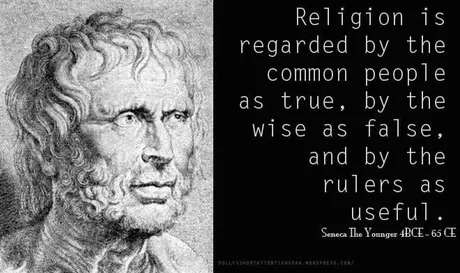 Religion is
regarded by the
common people
as true, by the
wise as false,
and by the
rulers as
useful.
Seneca The Younger 4BCE - 65 CE